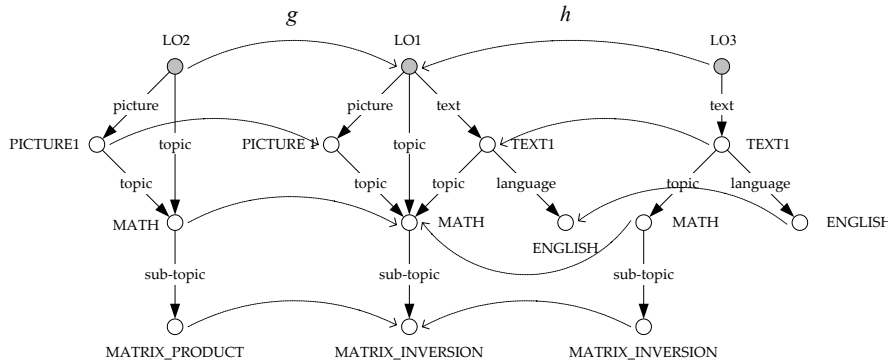 g h
LO2 LO1 LO3
picture picture text text
PICTURE1 topic PICTURE 1 topic TEXT1 TEXT1
topic topic topic language topic language
MATH MATH MATH ENGLISH
ENGLISH
sub-topic sub-topic sub-topic
MATRIX_PRODUCT MATRIX_INVERSION MATRIX_INVERSION